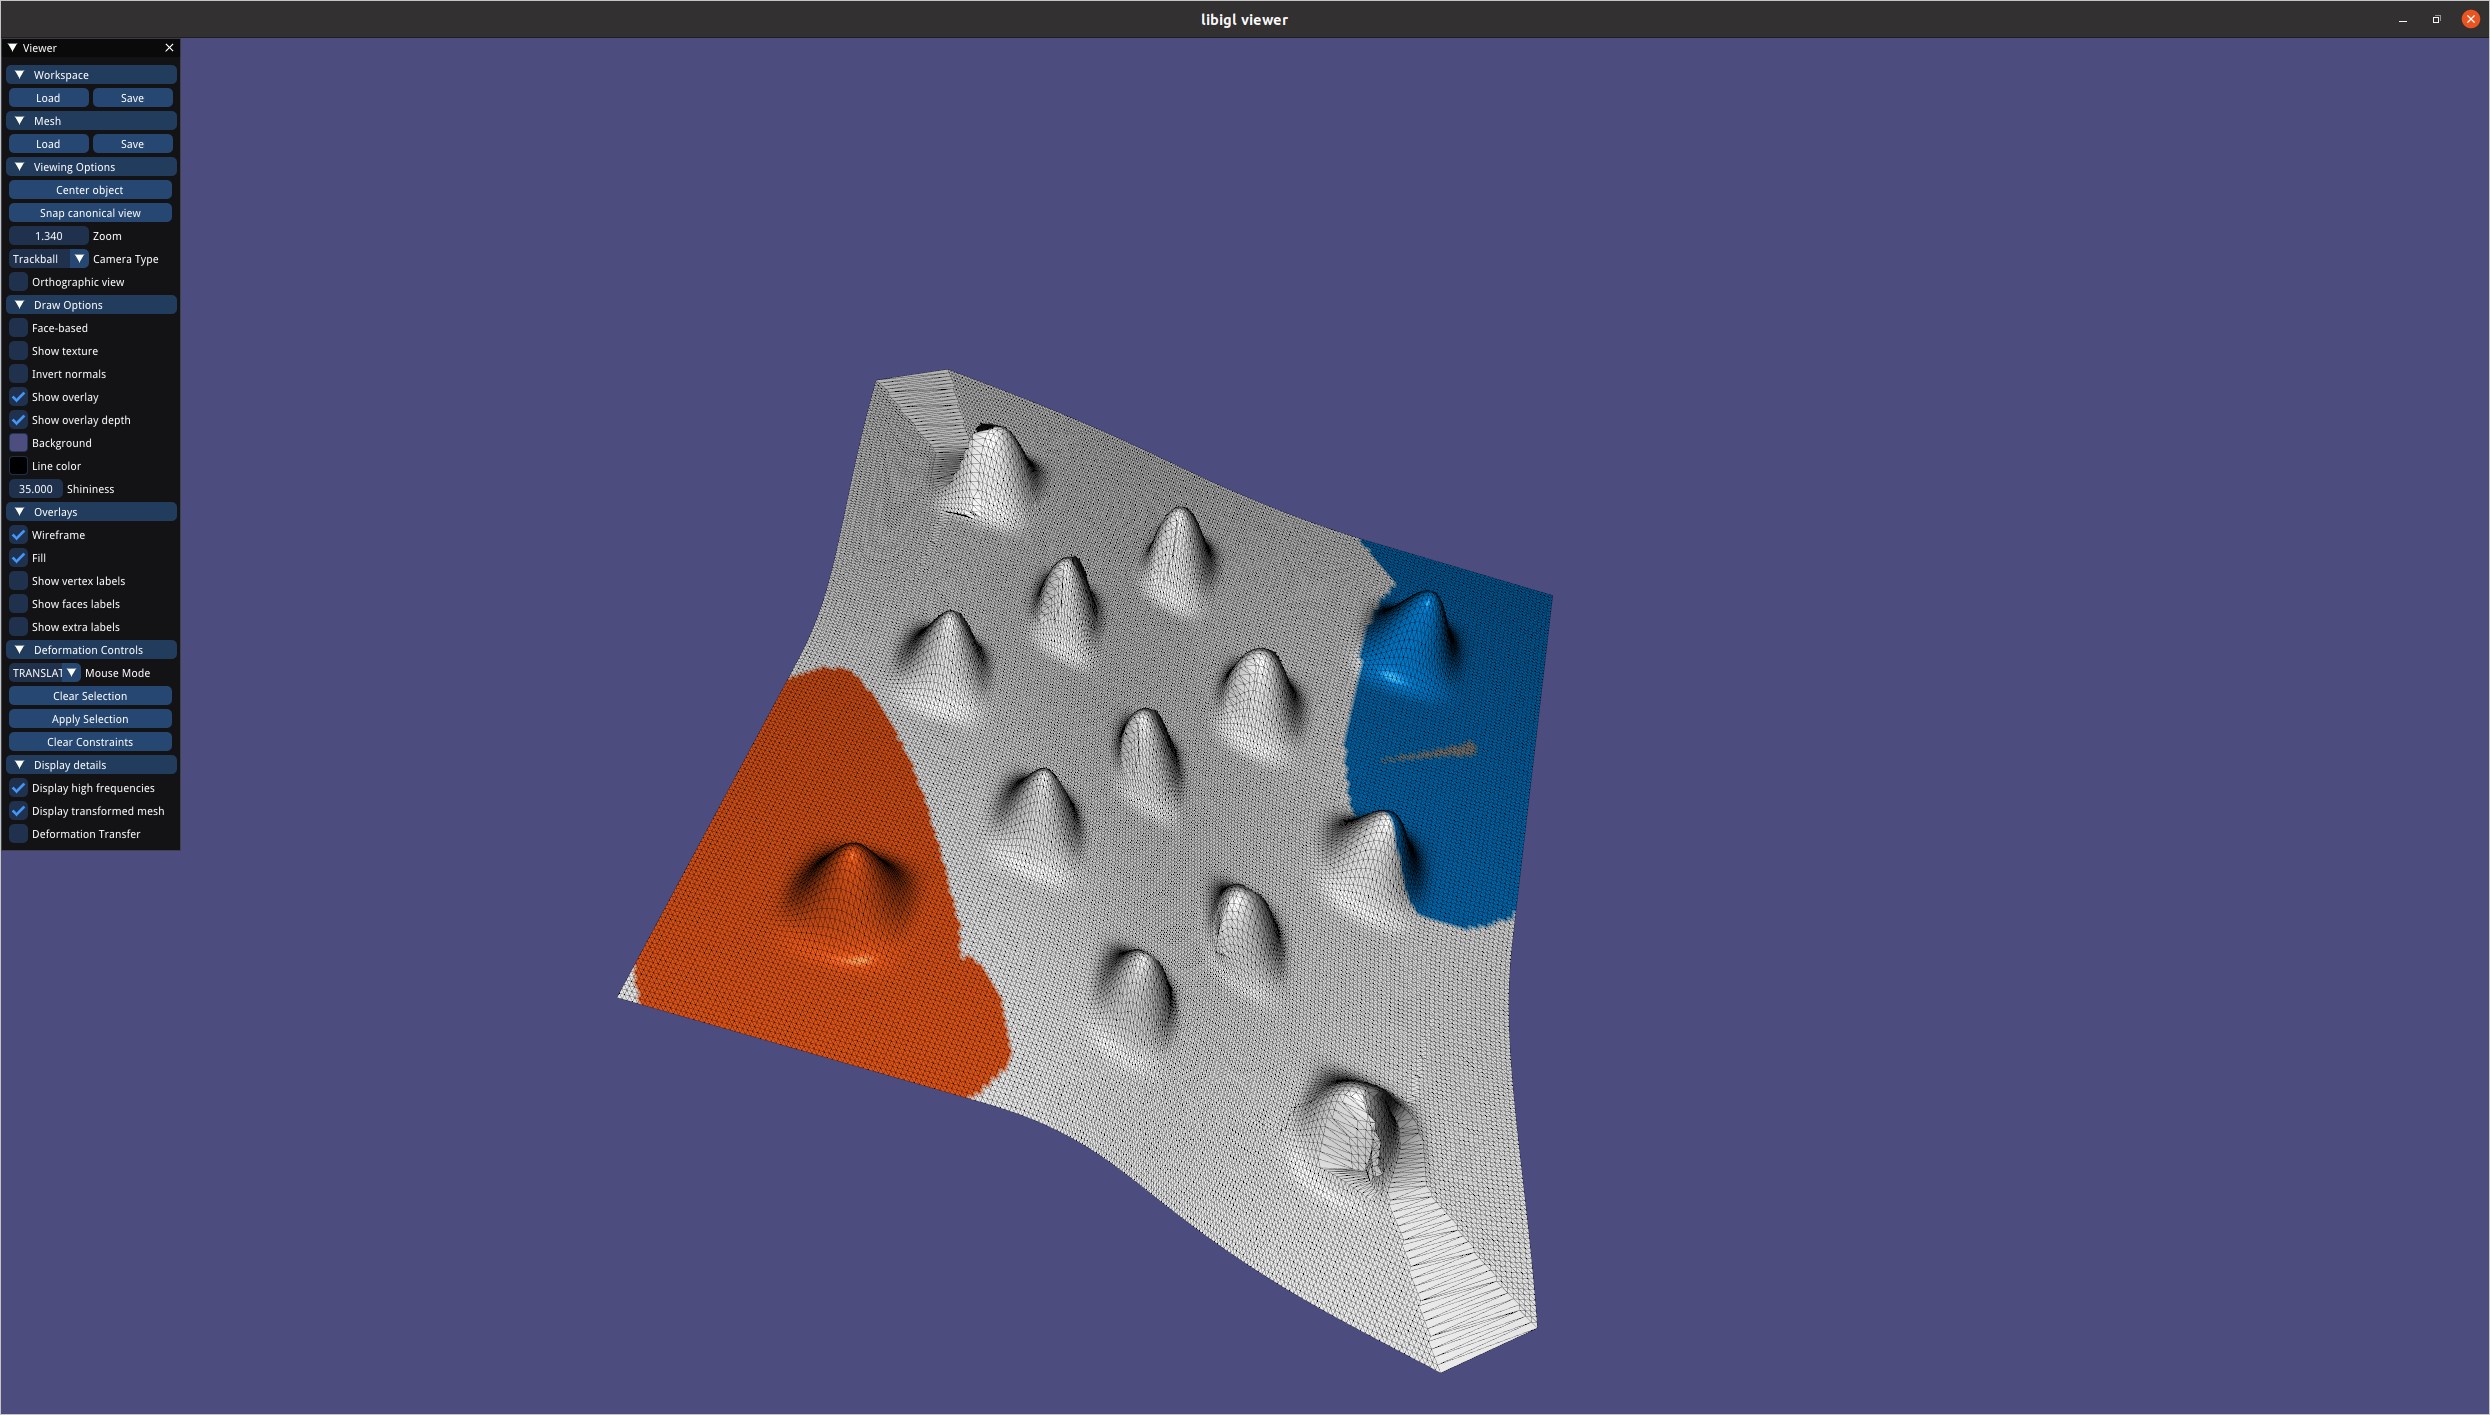 libigl viewer
Viewer
Workspace
Load Save
Mesh
Load Save
Viewing Options
Center object
Snap canonical view
1.340 Zoom
Trackball Camera Type
Orthographic view
Draw Options
Face-based
Show texture
Invert normals
Show overlay
Show overlay depth
Background
Line color
35.000 Shininess
Overlays
Wireframe
Fill
Show vertex labels
Show faces labels
Show extra labels
Deformation Controls
TRANSLAT Mouse Mode
Clear Selection
Apply Selection
Clear Constraints
Display details
Display high frequencies
Display transformed mesh
Deformation Transfer